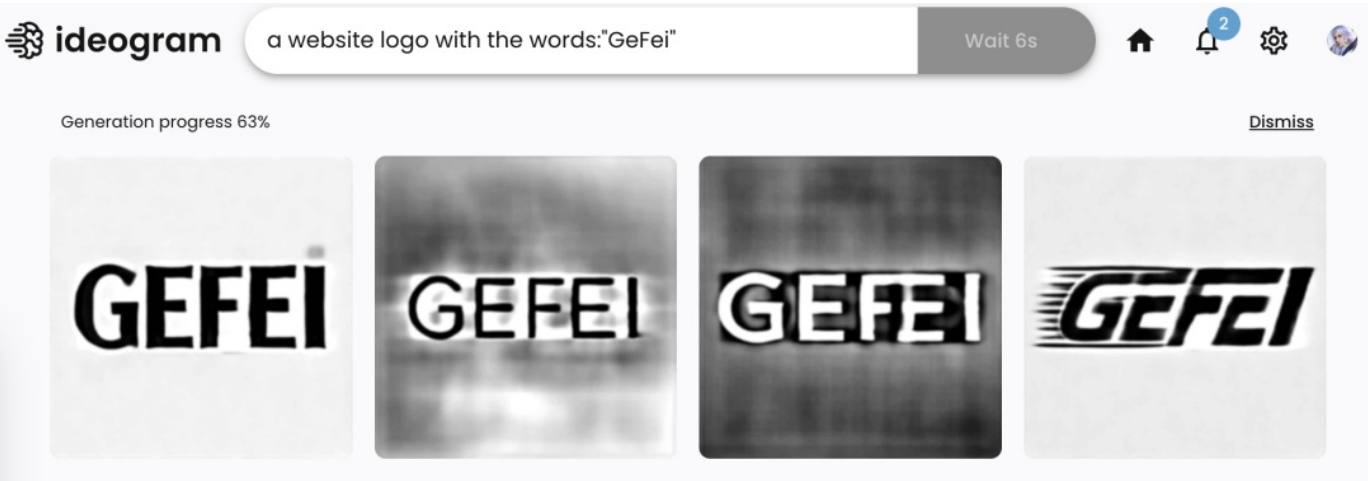 ideogram
a website logo with the words:"GeFei"
Wait 6s
2
Generation progress 63%
Dismiss
GEFEi
GEFEI
GEFEI
GEFEI